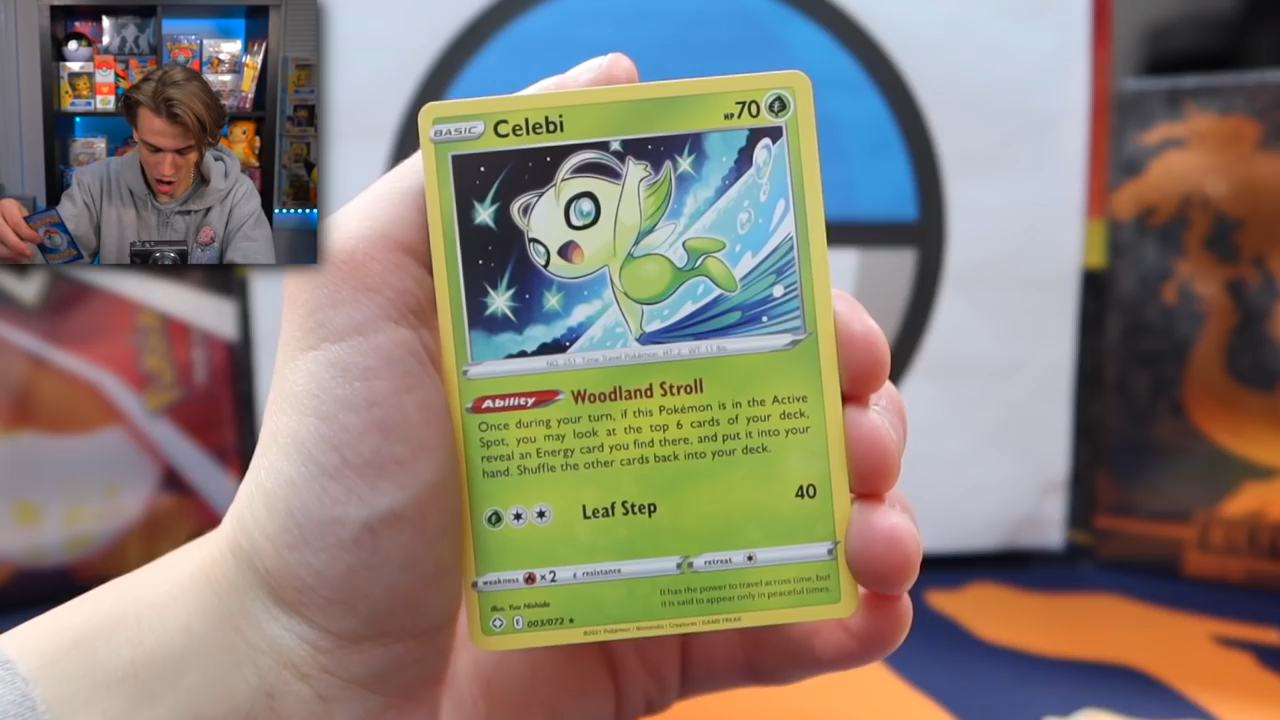 BASIC Celebi HP 70
NO. 251 Time Travel Pokémon HT: 2' WT: 11 lbs.
Ability Woodland Stroll
Once during your turn, if this Pokémon is in the Active
Spot, you may look at the top 6 cards of your deck,
reveal an Energy card you find there, and put it into your
hand. Shuffle the other cards back into your deck.
Leaf Step 40
weakness ×2 resistance retreat
It has the power to travel across time, but
it is said to appear only in peaceful times.
Illus. Yuu Nishida
E 003/072 ★
©2021 Pokémon / Nintendo / Creatures / GAME FREAK